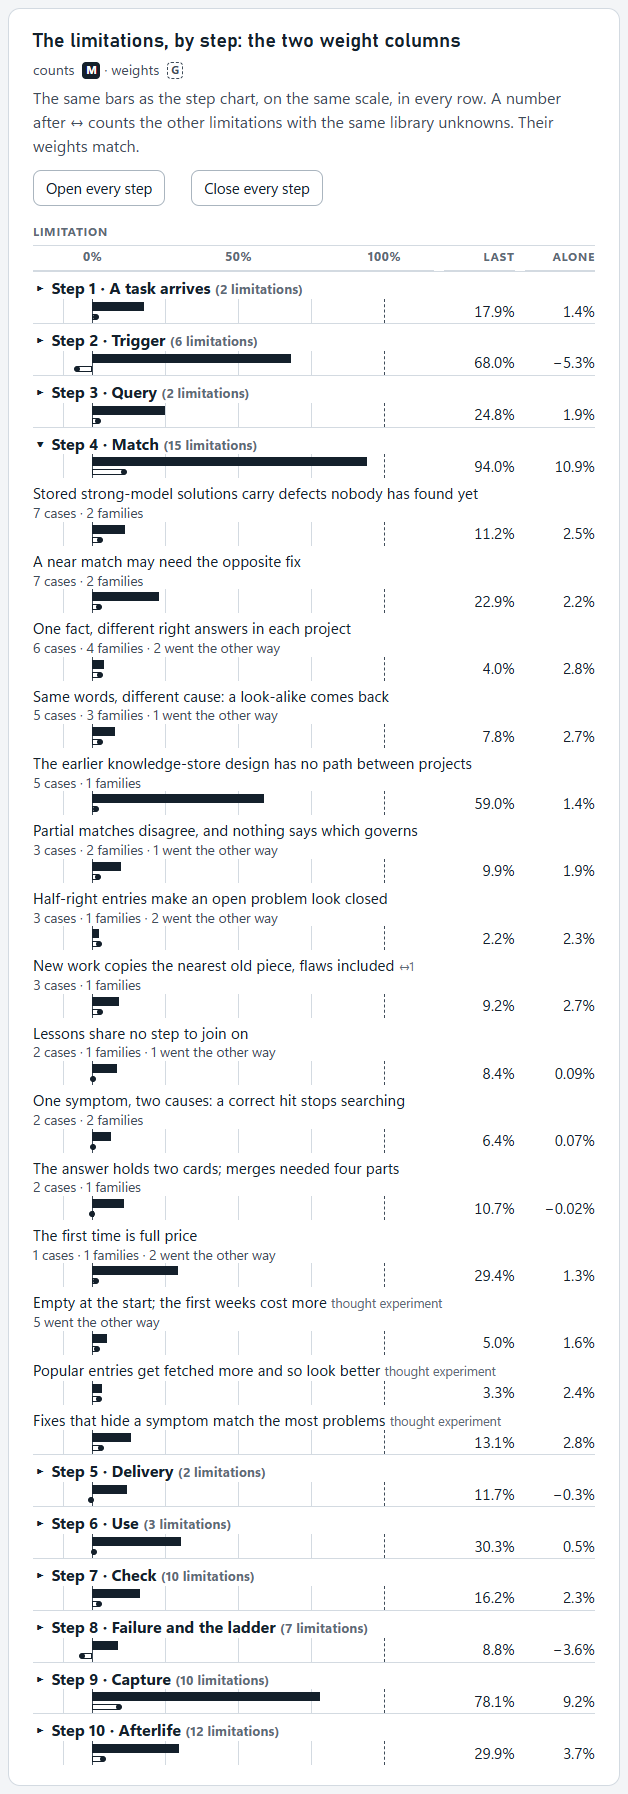 The limitations, by step: the two weight columns
counts M · weights G
The same bars as the step chart, on the same scale, in every row. A number
after ↔ counts the other limitations with the same library unknowns. Their
weights match.
Open every step Close every step
LIMITATION
0% 50% 100% LAST ALONE
▸ Step 1 · A task arrives (2 limitations)
17.9% 1.4%
▸ Step 2 · Trigger (6 limitations)
68.0% −5.3%
▸ Step 3 · Query (2 limitations)
24.8% 1.9%
▾ Step 4 · Match (15 limitations)
94.0% 10.9%
Stored strong-model solutions carry defects nobody has found yet
7 cases · 2 families
11.2% 2.5%
A near match may need the opposite fix
7 cases · 2 families
22.9% 2.2%
One fact, different right answers in each project
6 cases · 4 families · 2 went the other way
4.0% 2.8%
Same words, different cause: a look-alike comes back
5 cases · 3 families · 1 went the other way
7.8% 2.7%
The earlier knowledge-store design has no path between projects
5 cases · 1 families
59.0% 1.4%
Partial matches disagree, and nothing says which governs
3 cases · 2 families · 1 went the other way
9.9% 1.9%
Half-right entries make an open problem look closed
3 cases · 1 families · 2 went the other way
2.2% 2.3%
New work copies the nearest old piece, flaws included ↔1
3 cases · 1 families
9.2% 2.7%
Lessons share no step to join on
2 cases · 1 families · 1 went the other way
8.4% 0.09%
One symptom, two causes: a correct hit stops searching
2 cases · 2 families
6.4% 0.07%
The answer holds two cards; merges needed four parts
2 cases · 1 families
10.7% −0.02%
The first time is full price
1 cases · 1 families · 2 went the other way
29.4% 1.3%
Empty at the start; the first weeks cost more thought experiment
5 went the other way
5.0% 1.6%
Popular entries get fetched more and so look better thought experiment
3.3% 2.4%
Fixes that hide a symptom match the most problems thought experiment
13.1% 2.8%
▸ Step 5 · Delivery (2 limitations)
11.7% −0.3%
▸ Step 6 · Use (3 limitations)
30.3% 0.5%
▸ Step 7 · Check (10 limitations)
16.2% 2.3%
▸ Step 8 · Failure and the ladder (7 limitations)
8.8% −3.6%
▸ Step 9 · Capture (10 limitations)
78.1% 9.2%
▸ Step 10 · Afterlife (12 limitations)
29.9% 3.7%